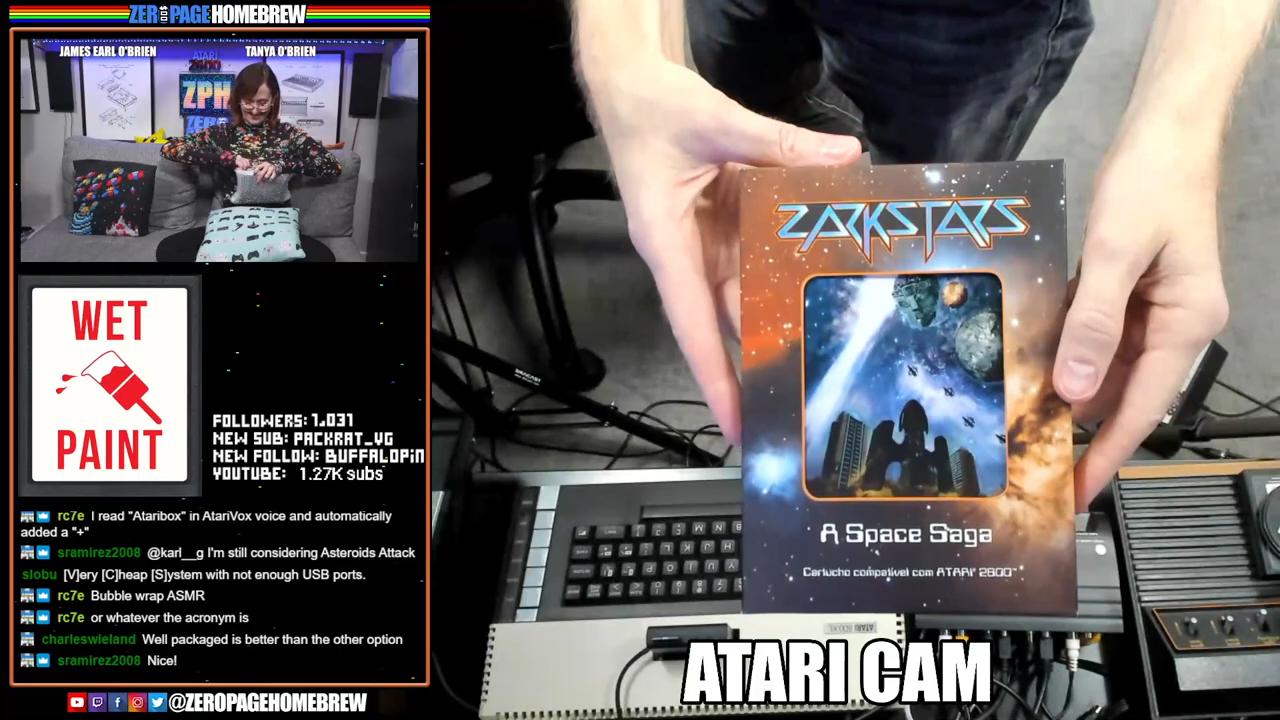 ZEROPAGE HOMEBREW
JAMES EARL O'BRIEN
TANYA O'BRIEN
ATARI
ZPH
WET
PAINT
FOLLOWERS: 1,031
NEW SUB: PACKRAT_VG
NEW FOLLOW: BUFFALOPIN
YOUTUBE: 1.27K subs
rc7e I read "Ataribox" in AtariVox voice and automatically
added a "+"
sramirez2008 @karl__g I'm still considering Asteroids Attack
slobu [V]ery [C]heap [S]ystem with not enough USB ports.
rc7e Bubble wrap ASMR
rc7e or whatever the acronym is
charleswieland Well packaged is better than the other option
sramirez2008 Nice!
@ZEROPAGEHOMEBREW
ZARKSTARS
A Space Saga
Cartucho compatível com ATARI® 2600™
ATARI CAM